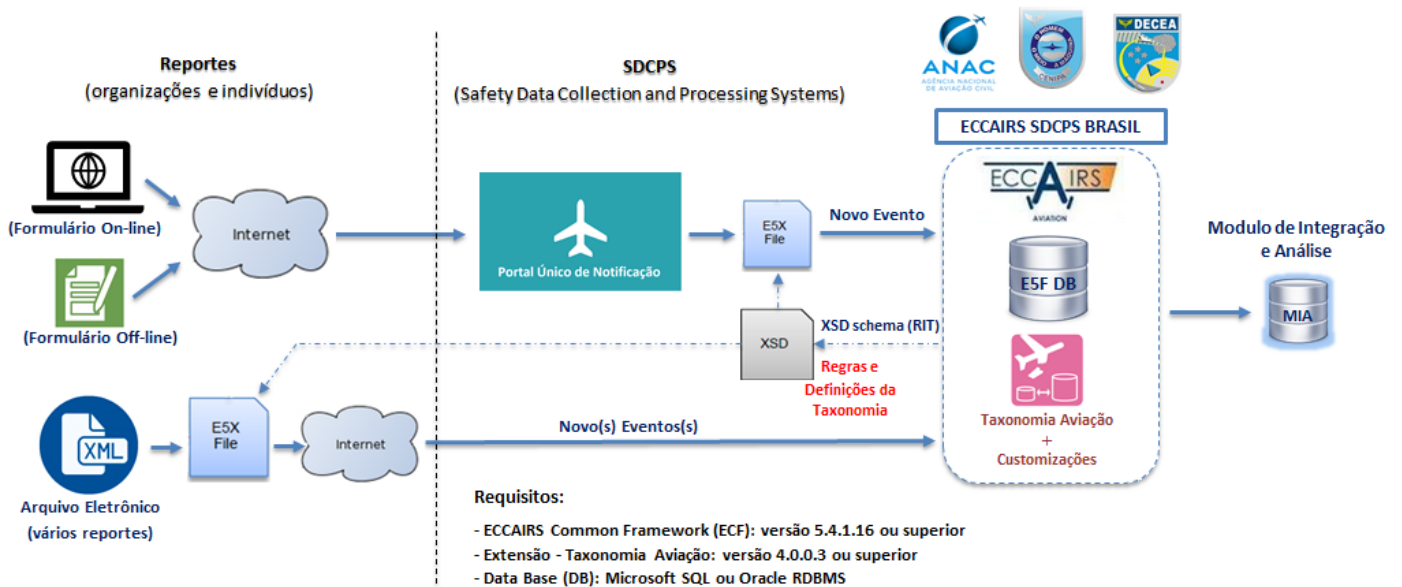 Reportes
(organizações e indivíduos)
(Formulário On-line)
(Formulário Off-line)
Internet
XML
Arquivo Eletrônico
(vários reportes)
E5X
File
Internet
SDCPS
(Safety Data Collection and Processing Systems)
Portal Único de Notificação
E5X
File
Novo Evento
XSD
XSD schema (RIT)
Regras e
Definições da
Taxonomia
Novo(s) Eventos(s)
Requisitos:
- ECCAIRS Common Framework (ECF): versão 5.4.1.16 ou superior
- Extensão - Taxonomia Aviação: versão 4.0.0.3 ou superior
- Data Base (DB): Microsoft SQL ou Oracle RDBMS
ANAC
AGÊNCIA NACIONAL
DE AVIAÇÃO CIVIL
CENIPA
DECEA
ECCAIRS SDCPS BRASIL
ECCAIRS
AVIATION
E5F DB
Taxonomia Aviação
+
Customizações
Modulo de Integração
e Análise
MIA